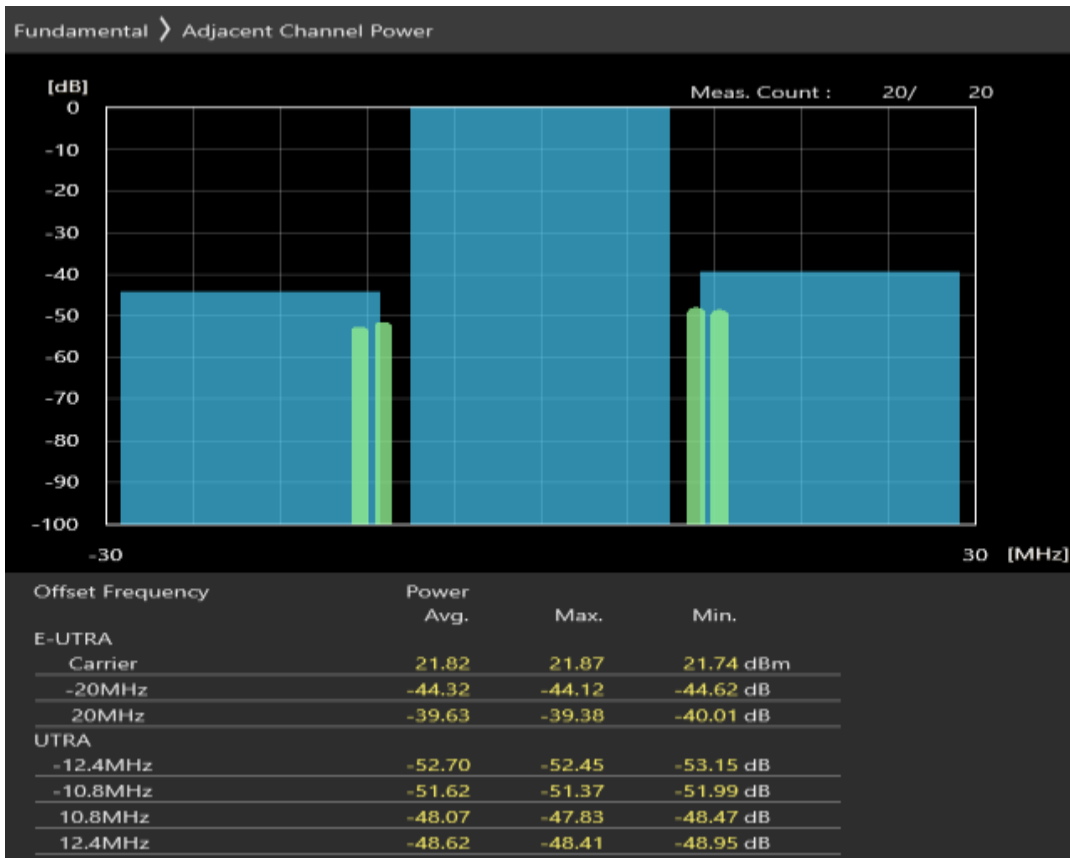 Fundamental 〉 Adjacent Channel Power
[dB]
Meas. Count : 20/ 20
0
-10
-20
-30
-40
-50
-60
-70
-80
-90
-100
-30 30 [MHz]
Offset Frequency Power
Avg. Max. Min.
E-UTRA
Carrier 21.82 21.87 21.74 dBm
-20MHz -44.32 -44.12 -44.62 dB
20MHz -39.63 -39.38 -40.01 dB
UTRA
-12.4MHz -52.70 -52.45 -53.15 dB
-10.8MHz -51.62 -51.37 -51.99 dB
10.8MHz -48.07 -47.83 -48.47 dB
12.4MHz -48.62 -48.41 -48.95 dB